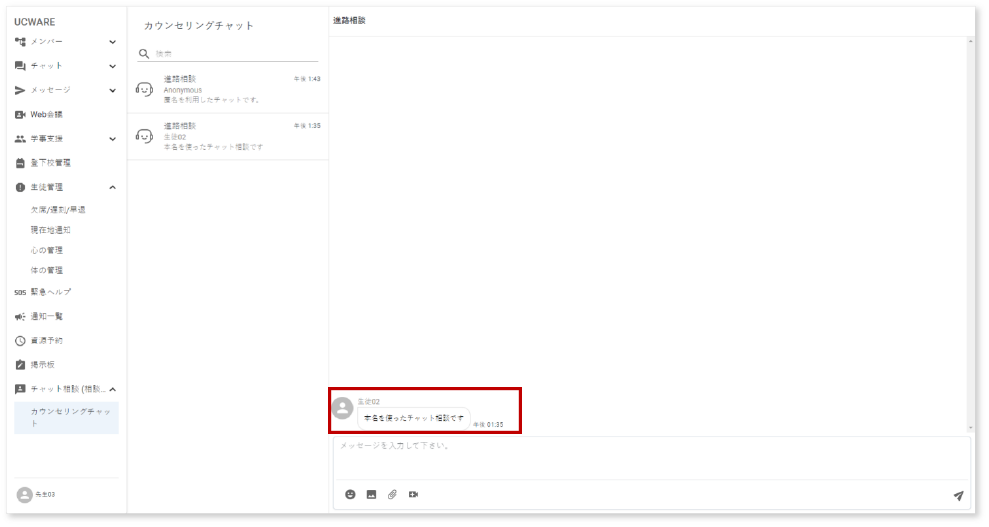 UCWARE
メンバー
チャット
メッセージ
Web会議
学事支援
登下校管理
生徒管理
欠席/遅刻/早退
現在地通知
心の管理
体の管理
SOS 緊急ヘルプ
通知一覧
資源予約
掲示板
チャット相談 (相談...
カウンセリングチャッ
ト
先生03
カウンセリングチャット
検索
進路相談 午後 1:43
Anonymous
匿名を利用したチャットです。
進路相談 午後 1:35
生徒02
本名を使ったチャット相談です
進路相談
生徒02
本名を使ったチャット相談です 午後 01:35
メッセージを入力して下さい。